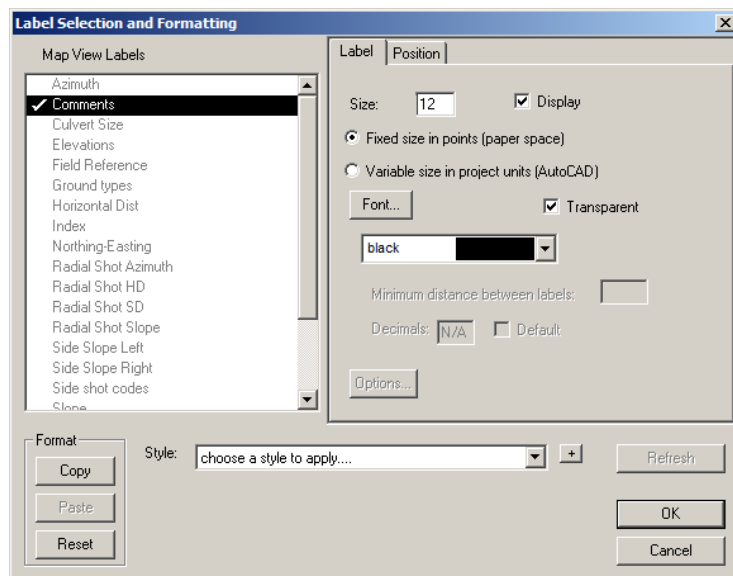 Label Selection and Formatting
Map View Labels
Azimuth
Comments
Culvert Size
Elevations
Field Reference
Ground types
Horizontal Dist
Index
Northing-Easting
Radial Shot Azimuth
Radial Shot HD
Radial Shot SD
Radial Shot Slope
Side Slope Left
Side Slope Right
Side shot codes
Slope
Label Position
Size: 12 Display
Fixed size in points (paper space)
Variable size in project units (AutoCAD)
Font... Transparent
black
Minimum distance between labels:
Decimals: N/A Default
Options...
Format
Copy
Paste
Reset
Style: choose a style to apply.... +
Refresh
OK
Cancel